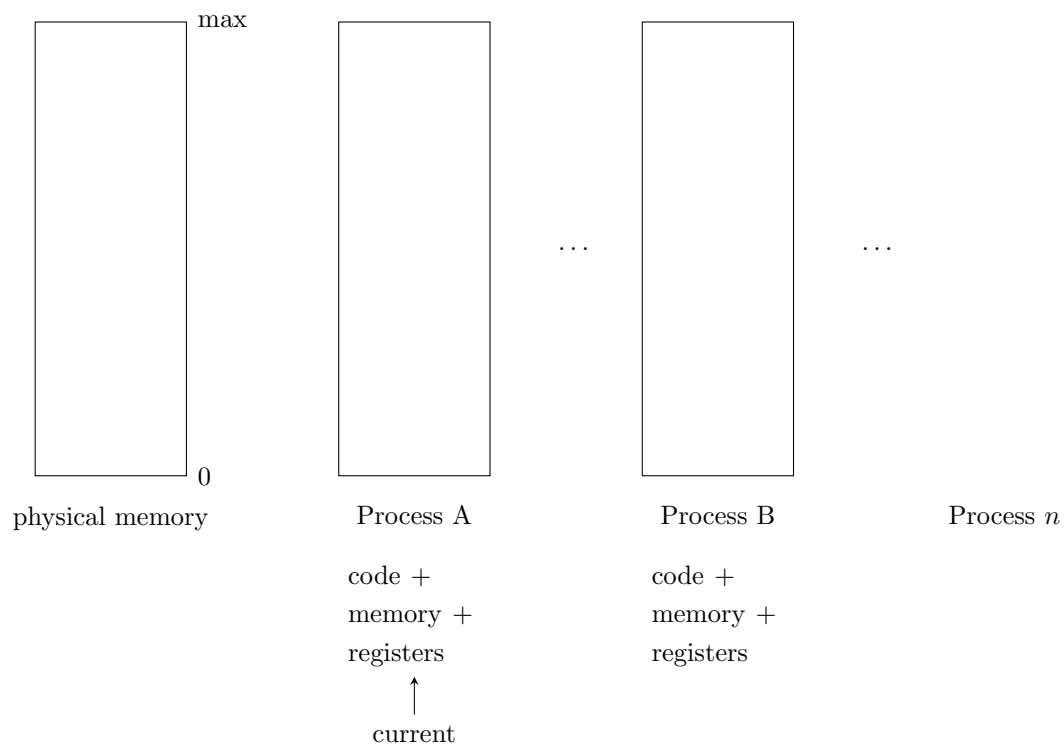 max
...
...
0
physical memory
Process A
Process B
Process n
code +
memory +
registers
code +
memory +
registers
current